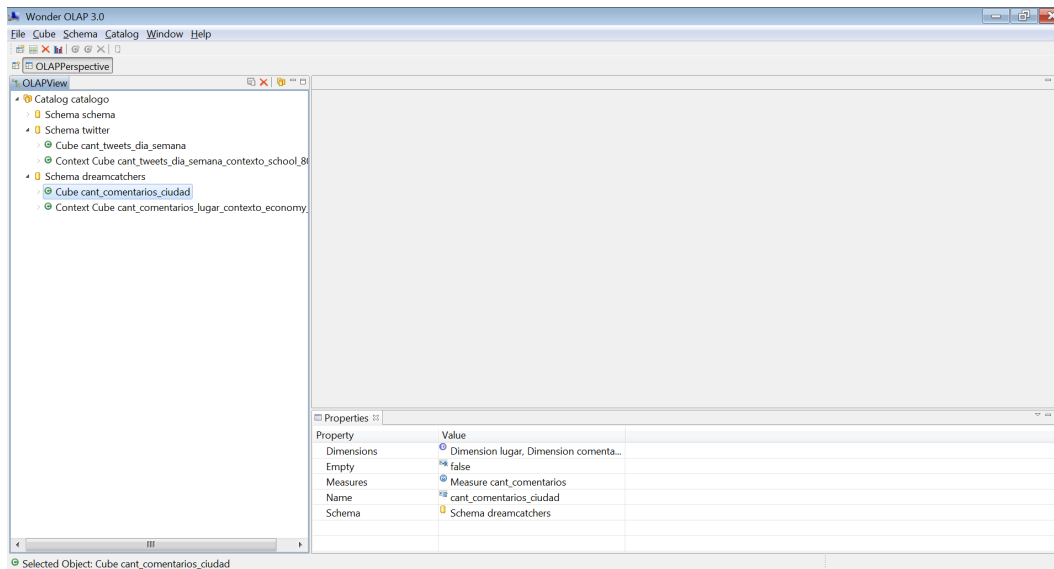 Wonder OLAP 3.0
File Cube Schema Catalog Window Help
OLAPPerspective
OLAPView
Catalog catalogo
Schema schema
Schema twitter
Cube cant_tweets_dia_semana
Context Cube cant_tweets_dia_semana_contexto_school_8
Schema dreamcatchers
Cube cant_comentarios_ciudad
Context Cube cant_comentarios_lugar_contexto_economy_
Properties
Property Value
Dimensions Dimension lugar, Dimension comenta...
Empty false
Measures Measure cant_comentarios
Name cant_comentarios_ciudad
Schema Schema dreamcatchers
Selected Object: Cube cant_comentarios_ciudad